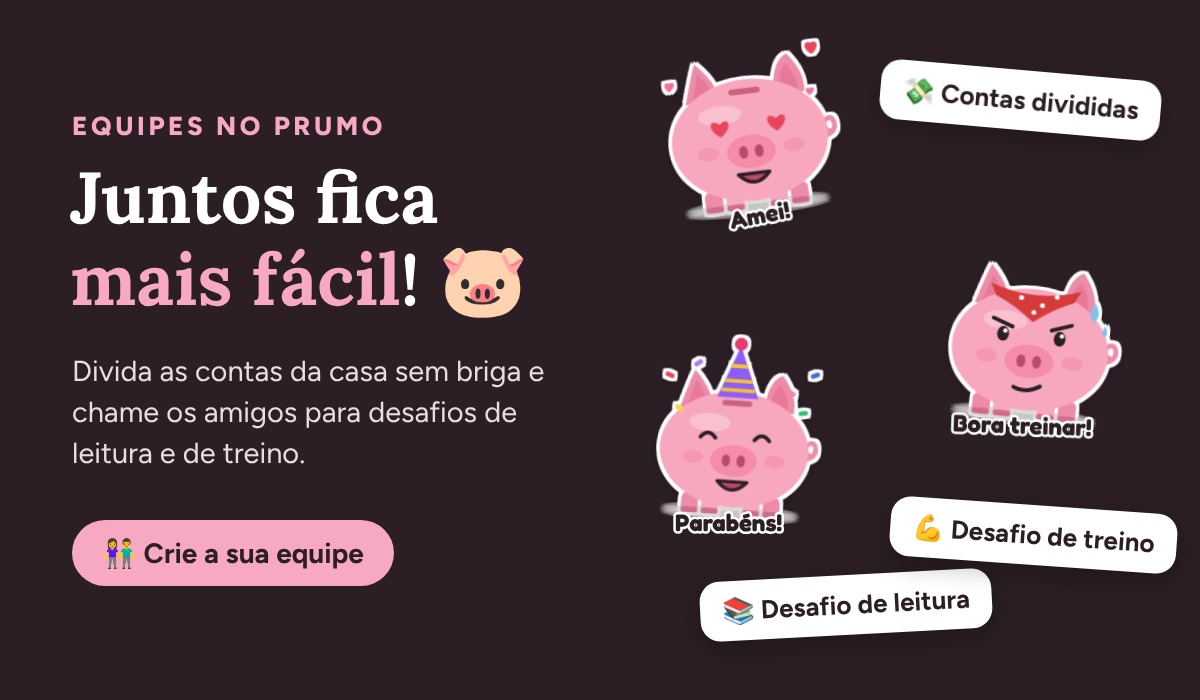 EQUIPES NO PRUMO
Juntos fica
mais fácil! 🐷
Divida as contas da casa sem briga e
chame os amigos para desafios de
leitura e de treino.
👫 Crie a sua equipe
Amei!
💸 Contas divididas
Bora treinar!
Parabéns!
💪 Desafio de treino
📚 Desafio de leitura